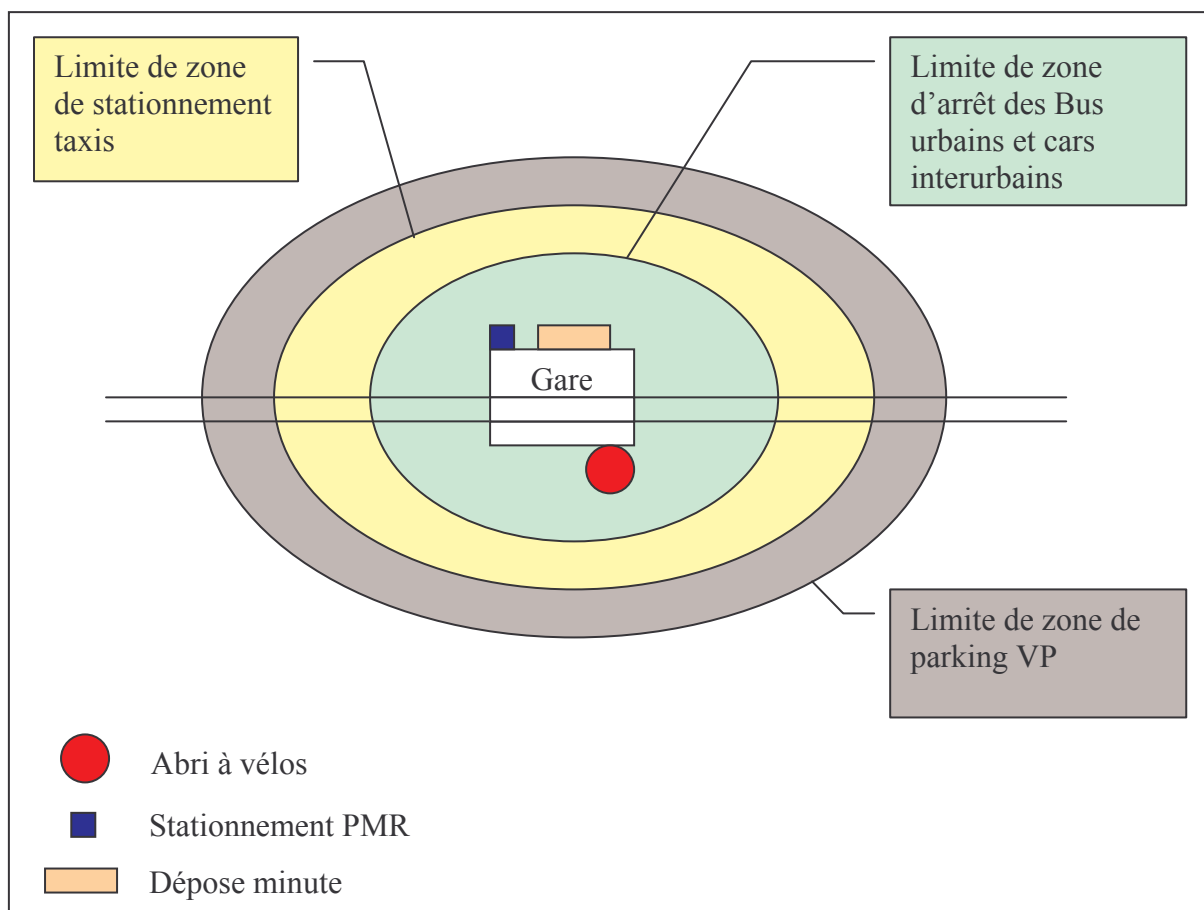 Limite de zone
de stationnement
taxis
Limite de zone
d’arrêt des Bus
urbains et cars
interurbains
Gare
Limite de zone de
parking VP
Abri à vélos
Stationnement PMR
Dépose minute